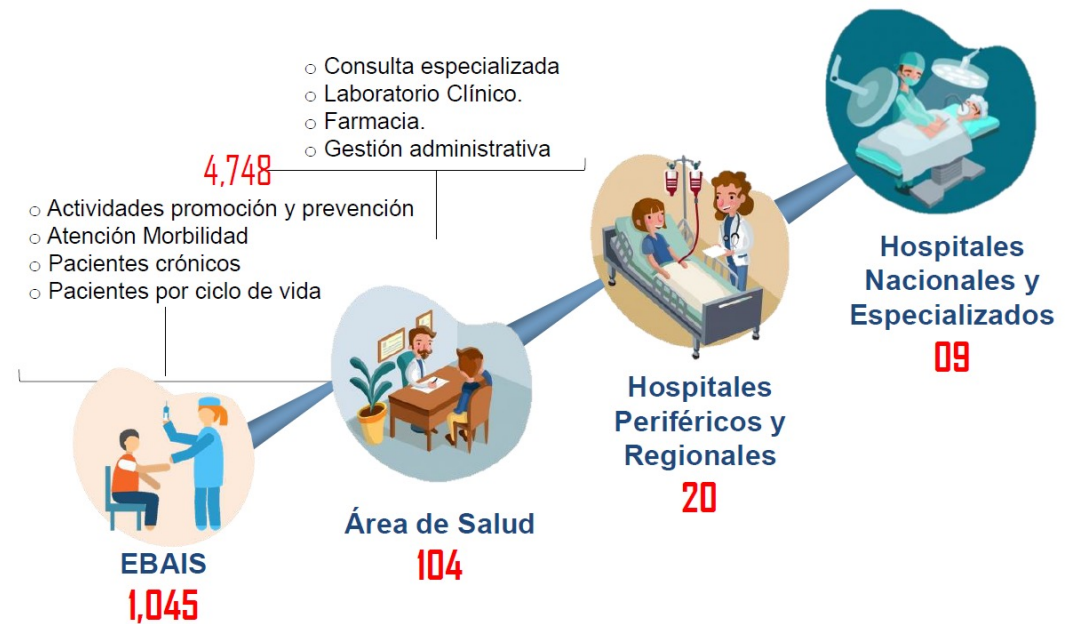 ○ Consulta especializada
○ Laboratorio Clínico.
○ Farmacia.
○ Gestión administrativa
4,748
○ Actividades promoción y prevención
○ Atención Morbilidad
○ Pacientes crónicos
○ Pacientes por ciclo de vida
EBAIS
1,045
Área de Salud
104
Hospitales
Periféricos y
Regionales
20
Hospitales
Nacionales y
Especializados
09